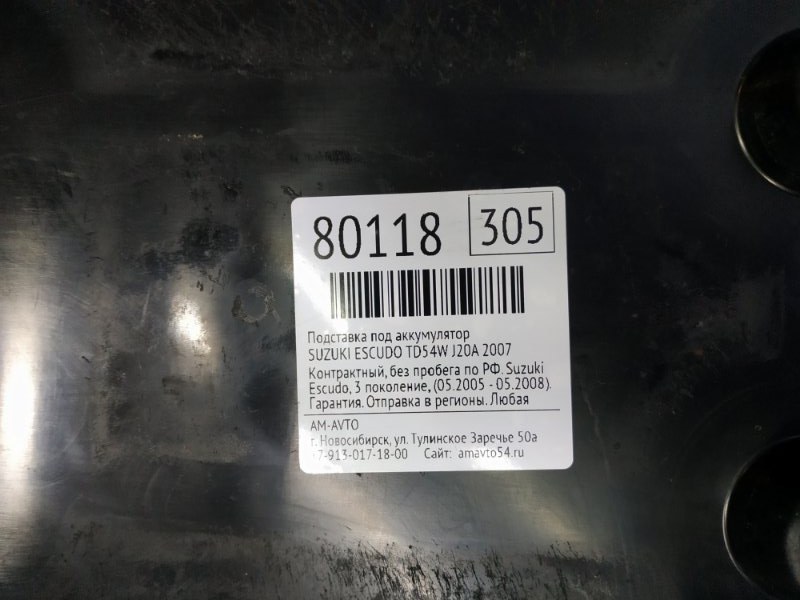 80118 305
Подставка под аккумулятор
SUZUKI ESCUDO TD54W J20A 2007
Контрактный, без пробега по РФ. Suzuki
Escudo, 3 поколение, (05.2005 - 05.2008).
Гарантия. Отправка в регионы. Любая
AM-AVTO
г. Новосибирск, ул. Тулинское Заречье 50а
+7-913-017-18-00 Сайт: amavto54.ru